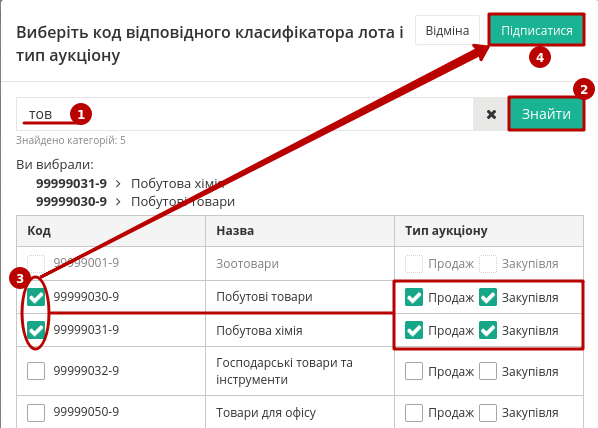 Виберіть код відповідного класифікатора лота і
тип аукціону
Відміна
Підписатися
4
2
тов
1
✖
Знайти
Знайдено категорій: 5
Ви вибрали:
99999031-9 > Побутова хімія
99999030-9 > Побутові товари
Код Назва Тип аукціону
3
99999001-9 Зоотовари Продаж Закупівля
99999030-9 Побутові товари Продаж Закупівля
99999031-9 Побутова хімія Продаж Закупівля
99999032-9 Господарські товари та
інструменти Продаж Закупівля
99999050-9 Товари для офісу Продаж Закупівля